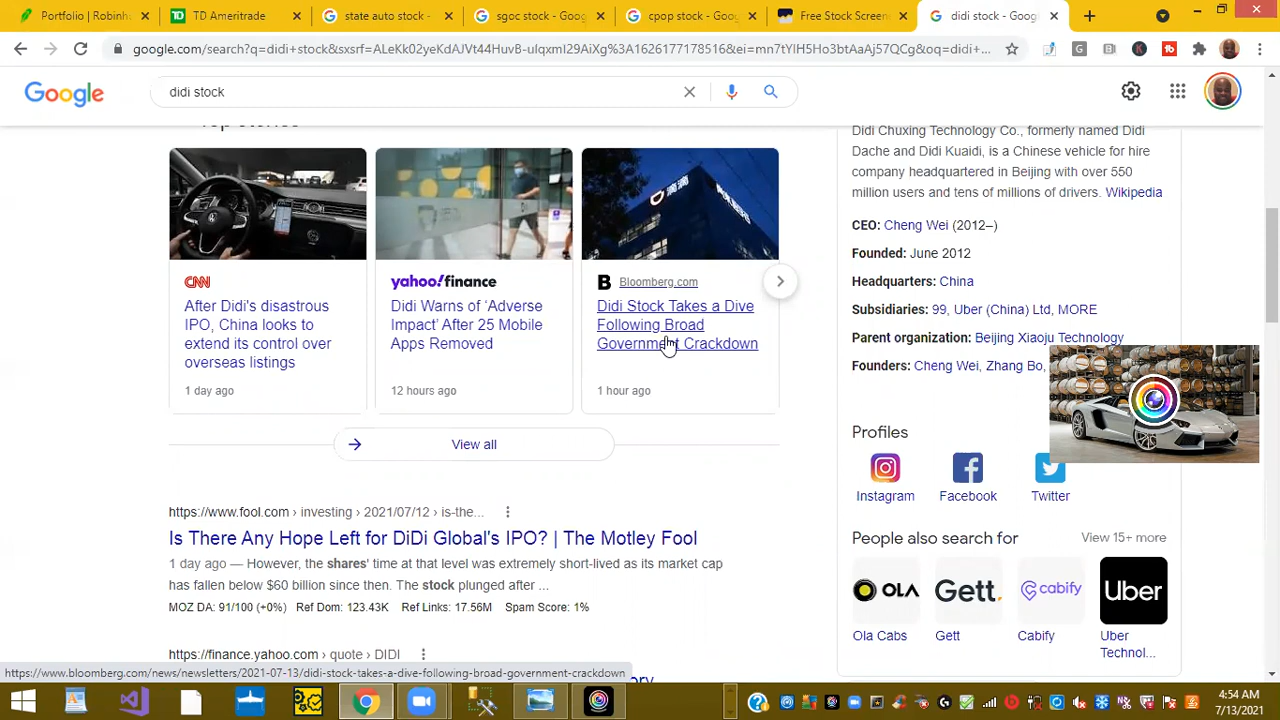 Portfolio | Robinh
TD Ameritrade
state auto stock -
sgoc stock - Goog
cpop stock - Goog
Free Stock Screen
didi stock - Goog
google.com/search?q=didi+stock&sxsrf=ALeKk02yeKdAJVt44HuvB-ulqxmI29AiXg%3A1626177178516&ei=mn7tYIH5Ho3btAaAj57QCg&oq=didi+...
Google
didi stock
Top stories
CNN
After Didi's disastrous
IPO, China looks to
extend its control over
overseas listings
1 day ago
yahoo!finance
Didi Warns of 'Adverse
Impact' After 25 Mobile
Apps Removed
12 hours ago
B Bloomberg.com
Didi Stock Takes a Dive
Following Broad
Government Crackdown
1 hour ago
View all
https://www.fool.com › investing › 2021/07/12 › is-the...
Is There Any Hope Left for DiDi Global's IPO? | The Motley Fool
1 day ago — However, the shares' time at that level was extremely short-lived as its market cap
has fallen below $60 billion since then. The stock plunged after ...
MOZ DA: 91/100 (+0%) Ref Dom: 123.43K Ref Links: 17.56M Spam Score: 1%
https://finance.yahoo.com › quote › DIDI
Didi Chuxing Technology Co., formerly named Didi
Dache and Didi Kuaidi, is a Chinese vehicle for hire
company headquartered in Beijing with over 550
million users and tens of millions of drivers. Wikipedia
CEO: Cheng Wei (2012–)
Founded: June 2012
Headquarters: China
Subsidiaries: 99, Uber (China) Ltd, MORE
Parent organization: Beijing Xiaoju Technology
Founders: Cheng Wei, Zhang Bo,
Profiles
Instagram
Facebook
Twitter
People also search for
View 15+ more
OLA
Gett.
cabify
Uber
Ola Cabs
Gett
Cabify
Uber
Technol...
https://www.bloomberg.com/news/newsletters/2021-07-13/didi-stock-takes-a-dive-following-broad-government-crackdown
4:54 AM
7/13/2021